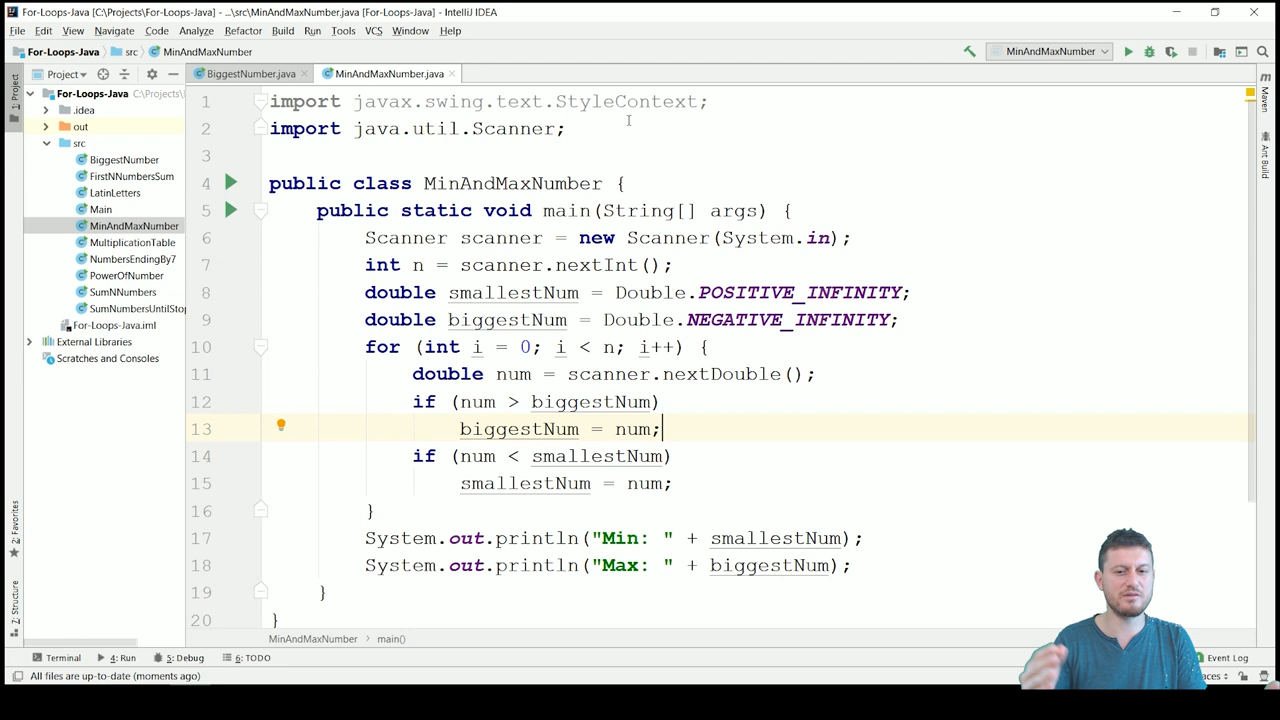 For-Loops-Java [C:\Projects\For-Loops-Java] - ...\src\MinAndMaxNumber.java [For-Loops-Java] - IntelliJ IDEA
File Edit View Navigate Code Analyze Refactor Build Run Tools VCS Window Help
For-Loops-Java src MinAndMaxNumber
MinAndMaxNumber
1: Project
Project
BiggestNumber.java
MinAndMaxNumber.java
For-Loops-Java C:\Projects\
.idea
out
src
BiggestNumber
FirstNNumbersSum
LatinLetters
Main
MinAndMaxNumber
MultiplicationTable
NumbersEndingBy7
PowerOfNumber
SumNNumbers
SumNumbersUntilStop
For-Loops-Java.iml
External Libraries
Scratches and Consoles
1 import javax.swing.text.StyleContext;
2 import java.util.Scanner;
3
4 public class MinAndMaxNumber {
5 public static void main(String[] args) {
6 Scanner scanner = new Scanner(System.in);
7 int n = scanner.nextInt();
8 double smallestNum = Double.POSITIVE_INFINITY;
9 double biggestNum = Double.NEGATIVE_INFINITY;
10 for (int i = 0; i < n; i++) {
11 double num = scanner.nextDouble();
12 if (num > biggestNum)
13 biggestNum = num;
14 if (num < smallestNum)
15 smallestNum = num;
16 }
17 System.out.println("Min: " + smallestNum);
18 System.out.println("Max: " + biggestNum);
19 }
20 }
MinAndMaxNumber main()
Maven
Ant Build
2: Favorites
Z: Structure
Terminal 4: Run 5: Debug 6: TODO
Event Log
All files are up-to-date (moments ago)